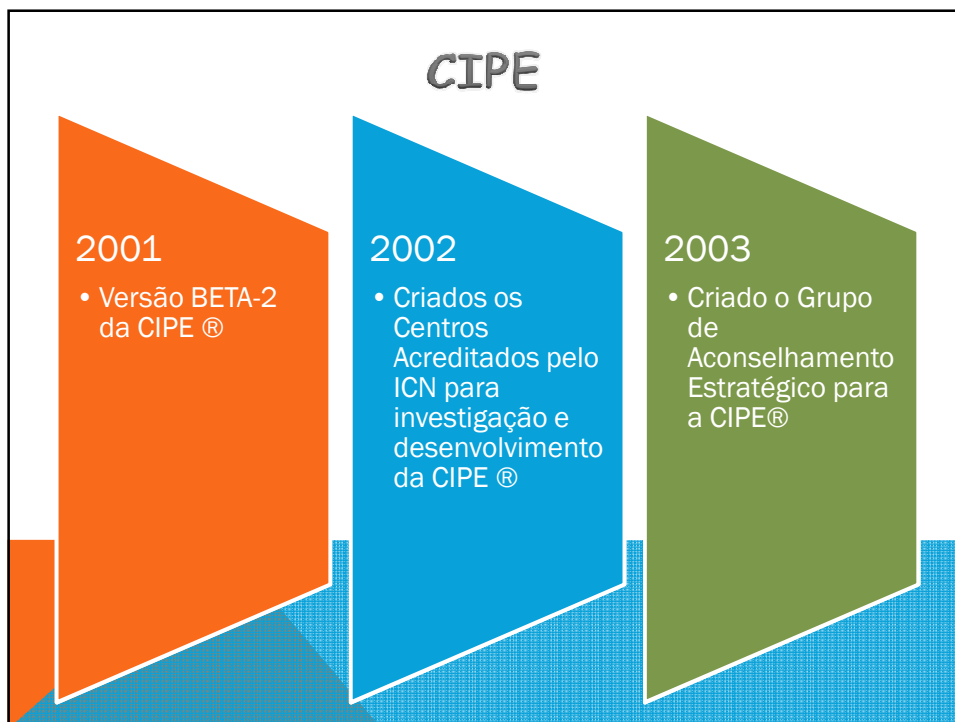 CIPE
2001
• Versão BETA-2
da CIPE ®
2002
• Criados os
Centros
Acreditados pelo
ICN para
investigação e
desenvolvimento
da CIPE ®
2003
• Criado o Grupo
de
Aconselhamento
Estratégico para
a CIPE®